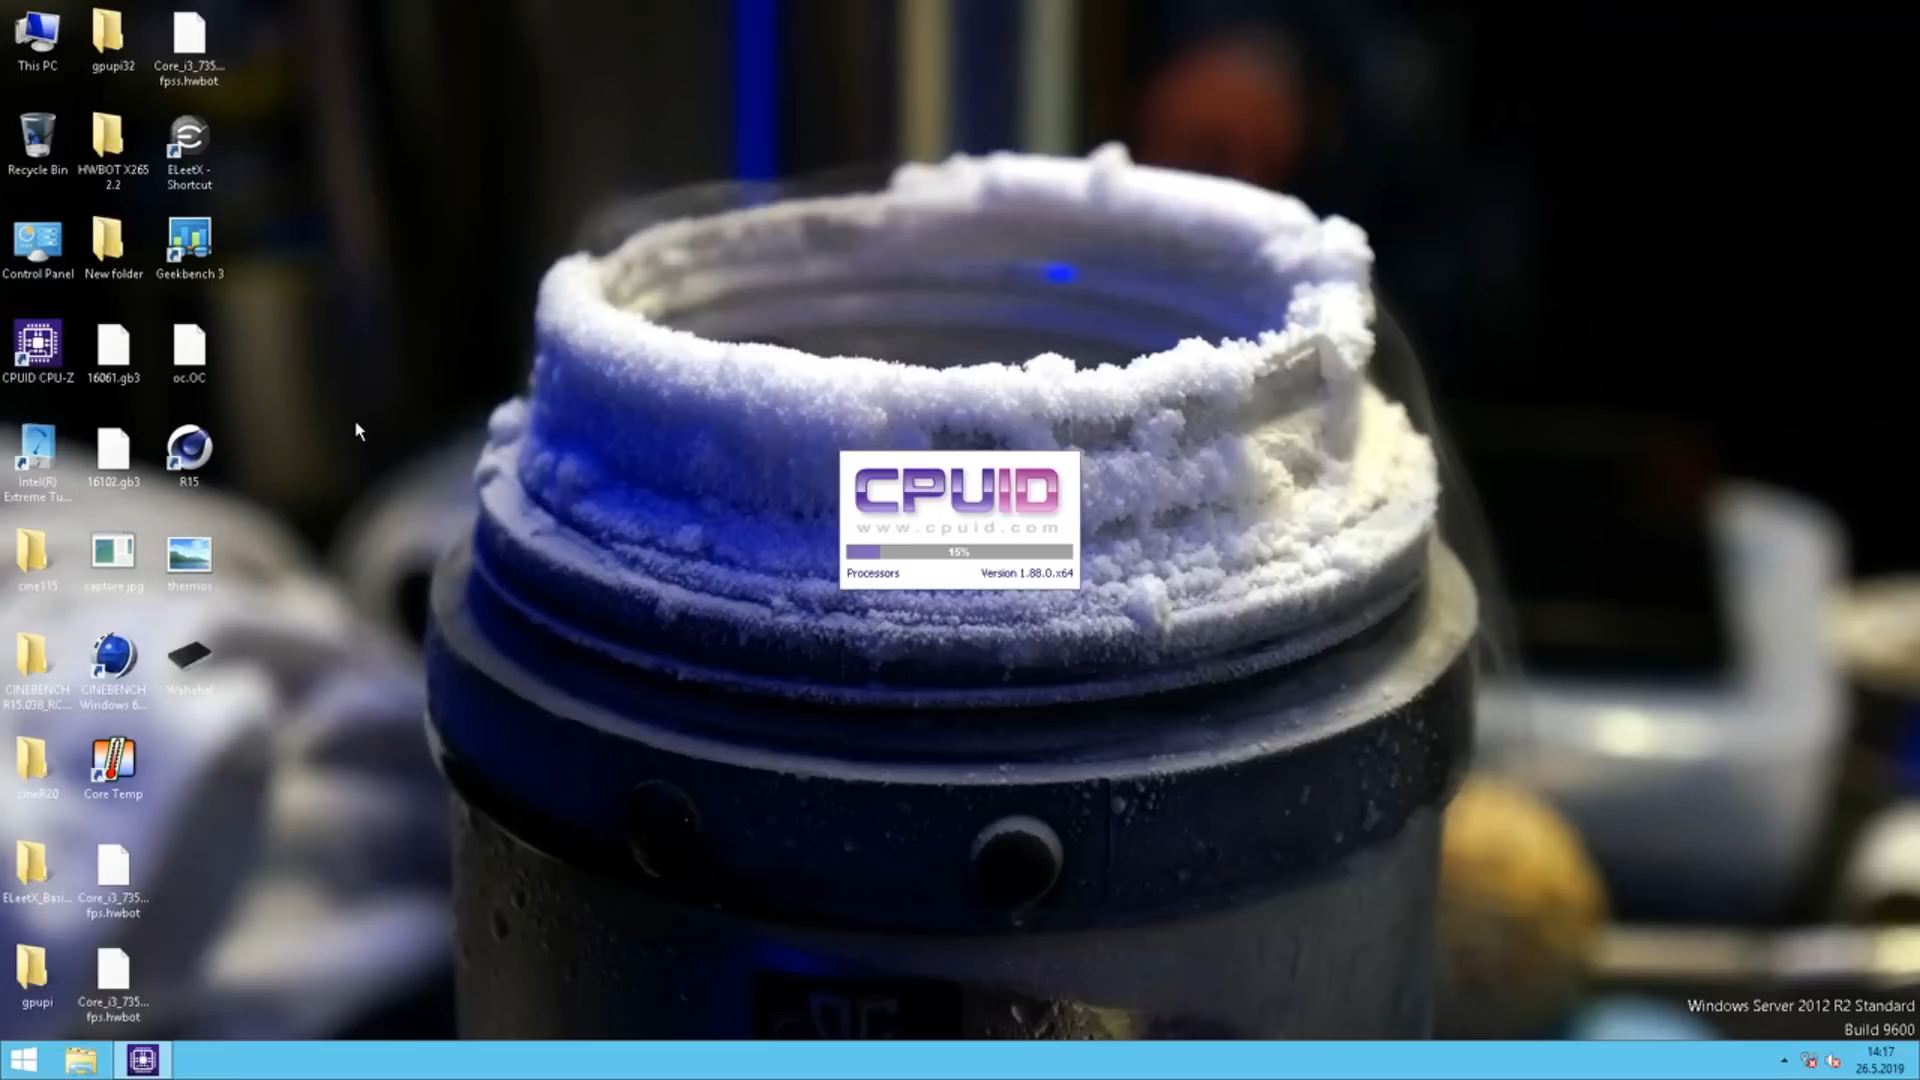 This PC
gpupi32
Core_i3_735...
fpss.hwbot
Recycle Bin
HWBOT X265
2.2
ELeetX -
Shortcut
Control Panel
New folder
Geekbench 3
CPUID CPU-Z
16061.gb3
oc.OC
Intel(R)
Extreme Tu...
16102.gb3
R15
cine115
capture.jpg
thermos
CINEBENCH
R15.038_RC...
CINEBENCH
Windows 6...
Wahaha!
cineR20
Core Temp
ELeetX_Basi...
Core_i3_735...
fps.hwbot
gpupi
Core_i3_735...
fps.hwbot
CPUID
www.cpuid.com
15%
Processors
Version 1.88.0.x64
Windows Server 2012 R2 Standard
Build 9600
14:17
26.5.2019